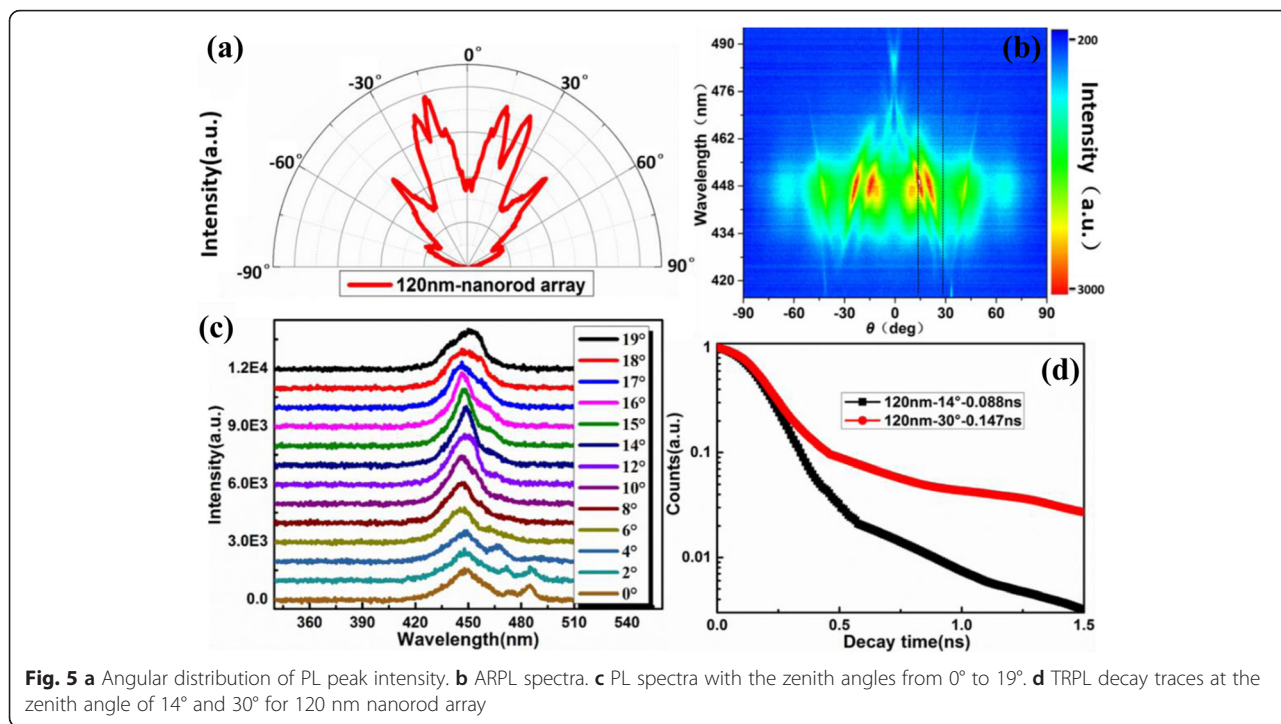 (a)
0°
-30°
30°
-60°
60°
-90°
90°
Intensity(a.u.)
120nm-nanorod array
(b)
490
476
462
448
434
420
Wavelength（nm）
-90
-60
-30
0
30
60
90
θ（deg）
200
Intensity（a.u.）
3000
(c)
1.2E4
9.0E3
6.0E3
3.0E3
0.0
Intensity(a.u.)
19°
18°
17°
16°
15°
14°
12°
10°
8°
6°
4°
2°
0°
360
390
420
450
480
510
540
Wavelength(nm)
(d)
1
0.1
0.01
Counts(a.u.)
120nm-14°-0.088ns
120nm-30°-0.147ns
0.0
0.5
1.0
1.5
Decay time(ns)
Fig. 5 a Angular distribution of PL peak intensity. b ARPL spectra. c PL spectra with the zenith angles from 0° to 19°. d TRPL decay traces at the
zenith angle of 14° and 30° for 120 nm nanorod array